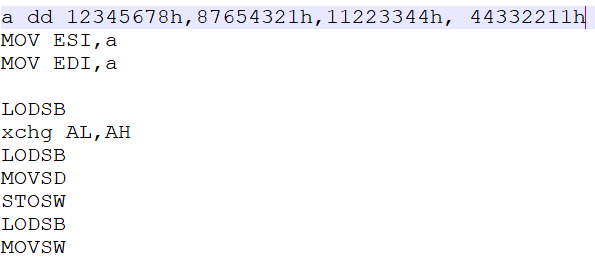 a dd 12345678h,87654321h,11223344h, 44332211h
MOV ESI,a
MOV EDI,a
LODSB
xchg AL,AH
LODSB
MOVSD
STOSW
LODSB
MOVSW